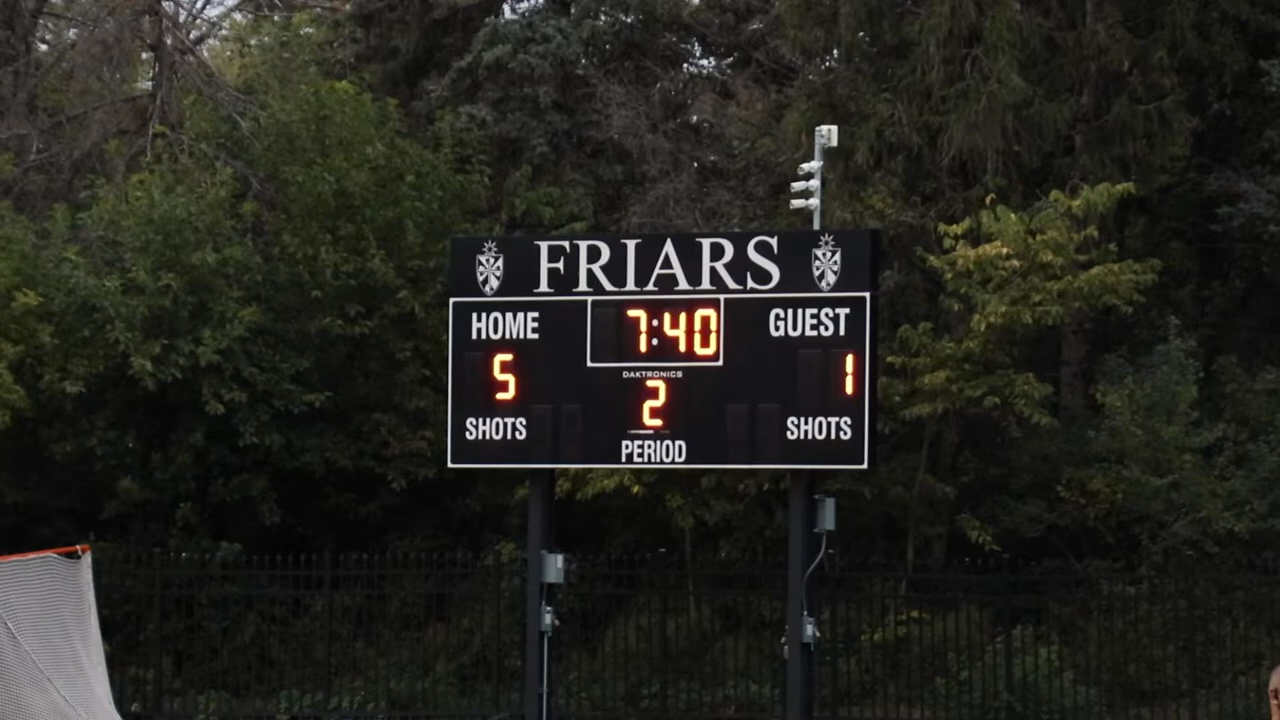 FRIARS
HOME 7:40 GUEST
5 DAKTRONICS 1
2
SHOTS PERIOD SHOTS